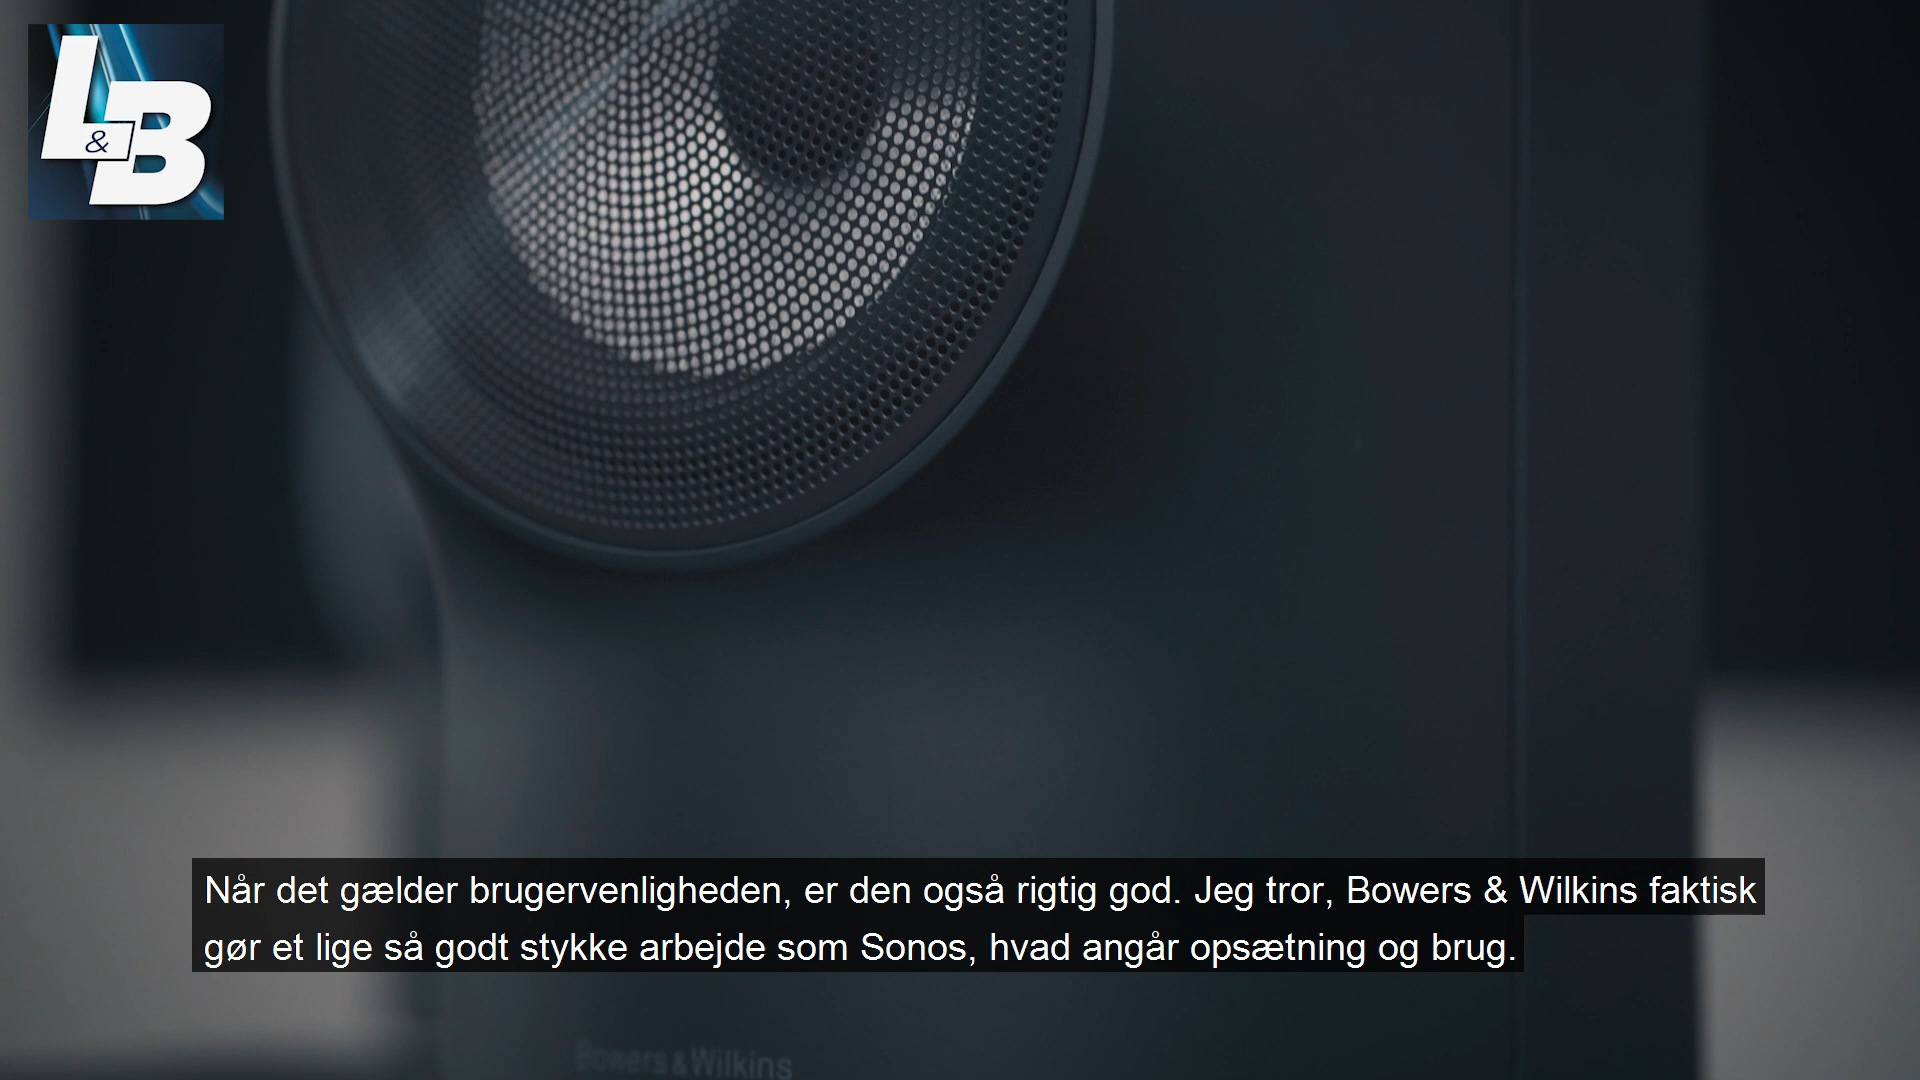 L&B
Når det gælder brugervenligheden, er den også rigtig god. Jeg tror, Bowers & Wilkins faktisk
gør et lige så godt stykke arbejde som Sonos, hvad angår opsætning og brug.
Bowers & Wilkins